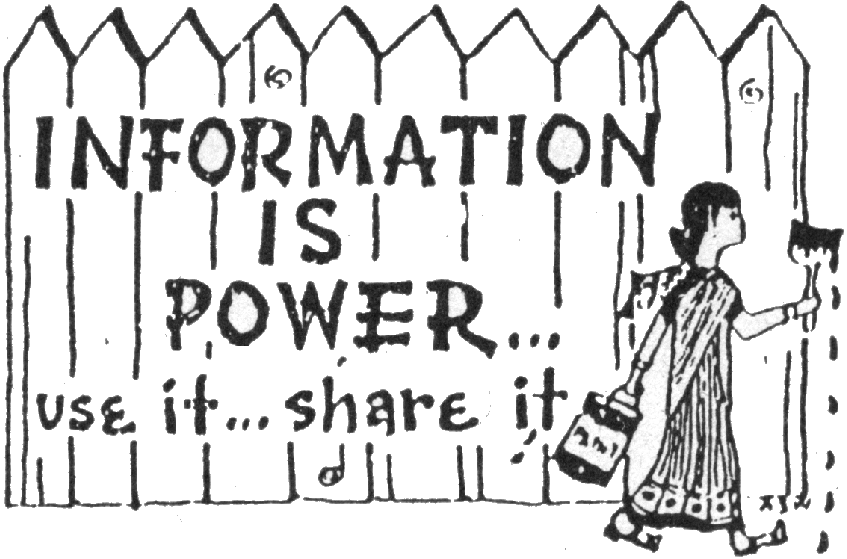 INFORMATION
IS
POWER...
use it... share it